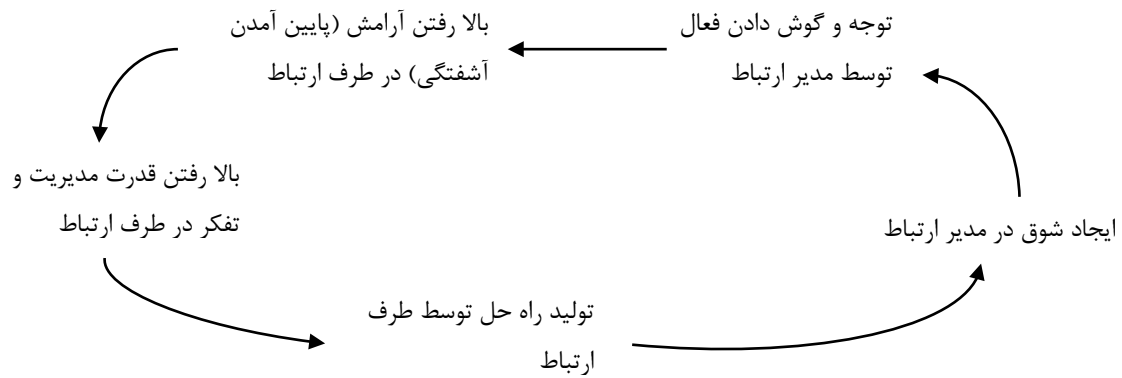 توجه و گوش دادن فعال
توسط مدیر ارتباط
بالا رفتن آرامش (پایین آمدن
آشفتگی) در طرف ارتباط
بالا رفتن قدرت مدیریت و
تفکر در طرف ارتباط
تولید راه حل توسط طرف
ارتباط
ایجاد شوق در مدیر ارتباط